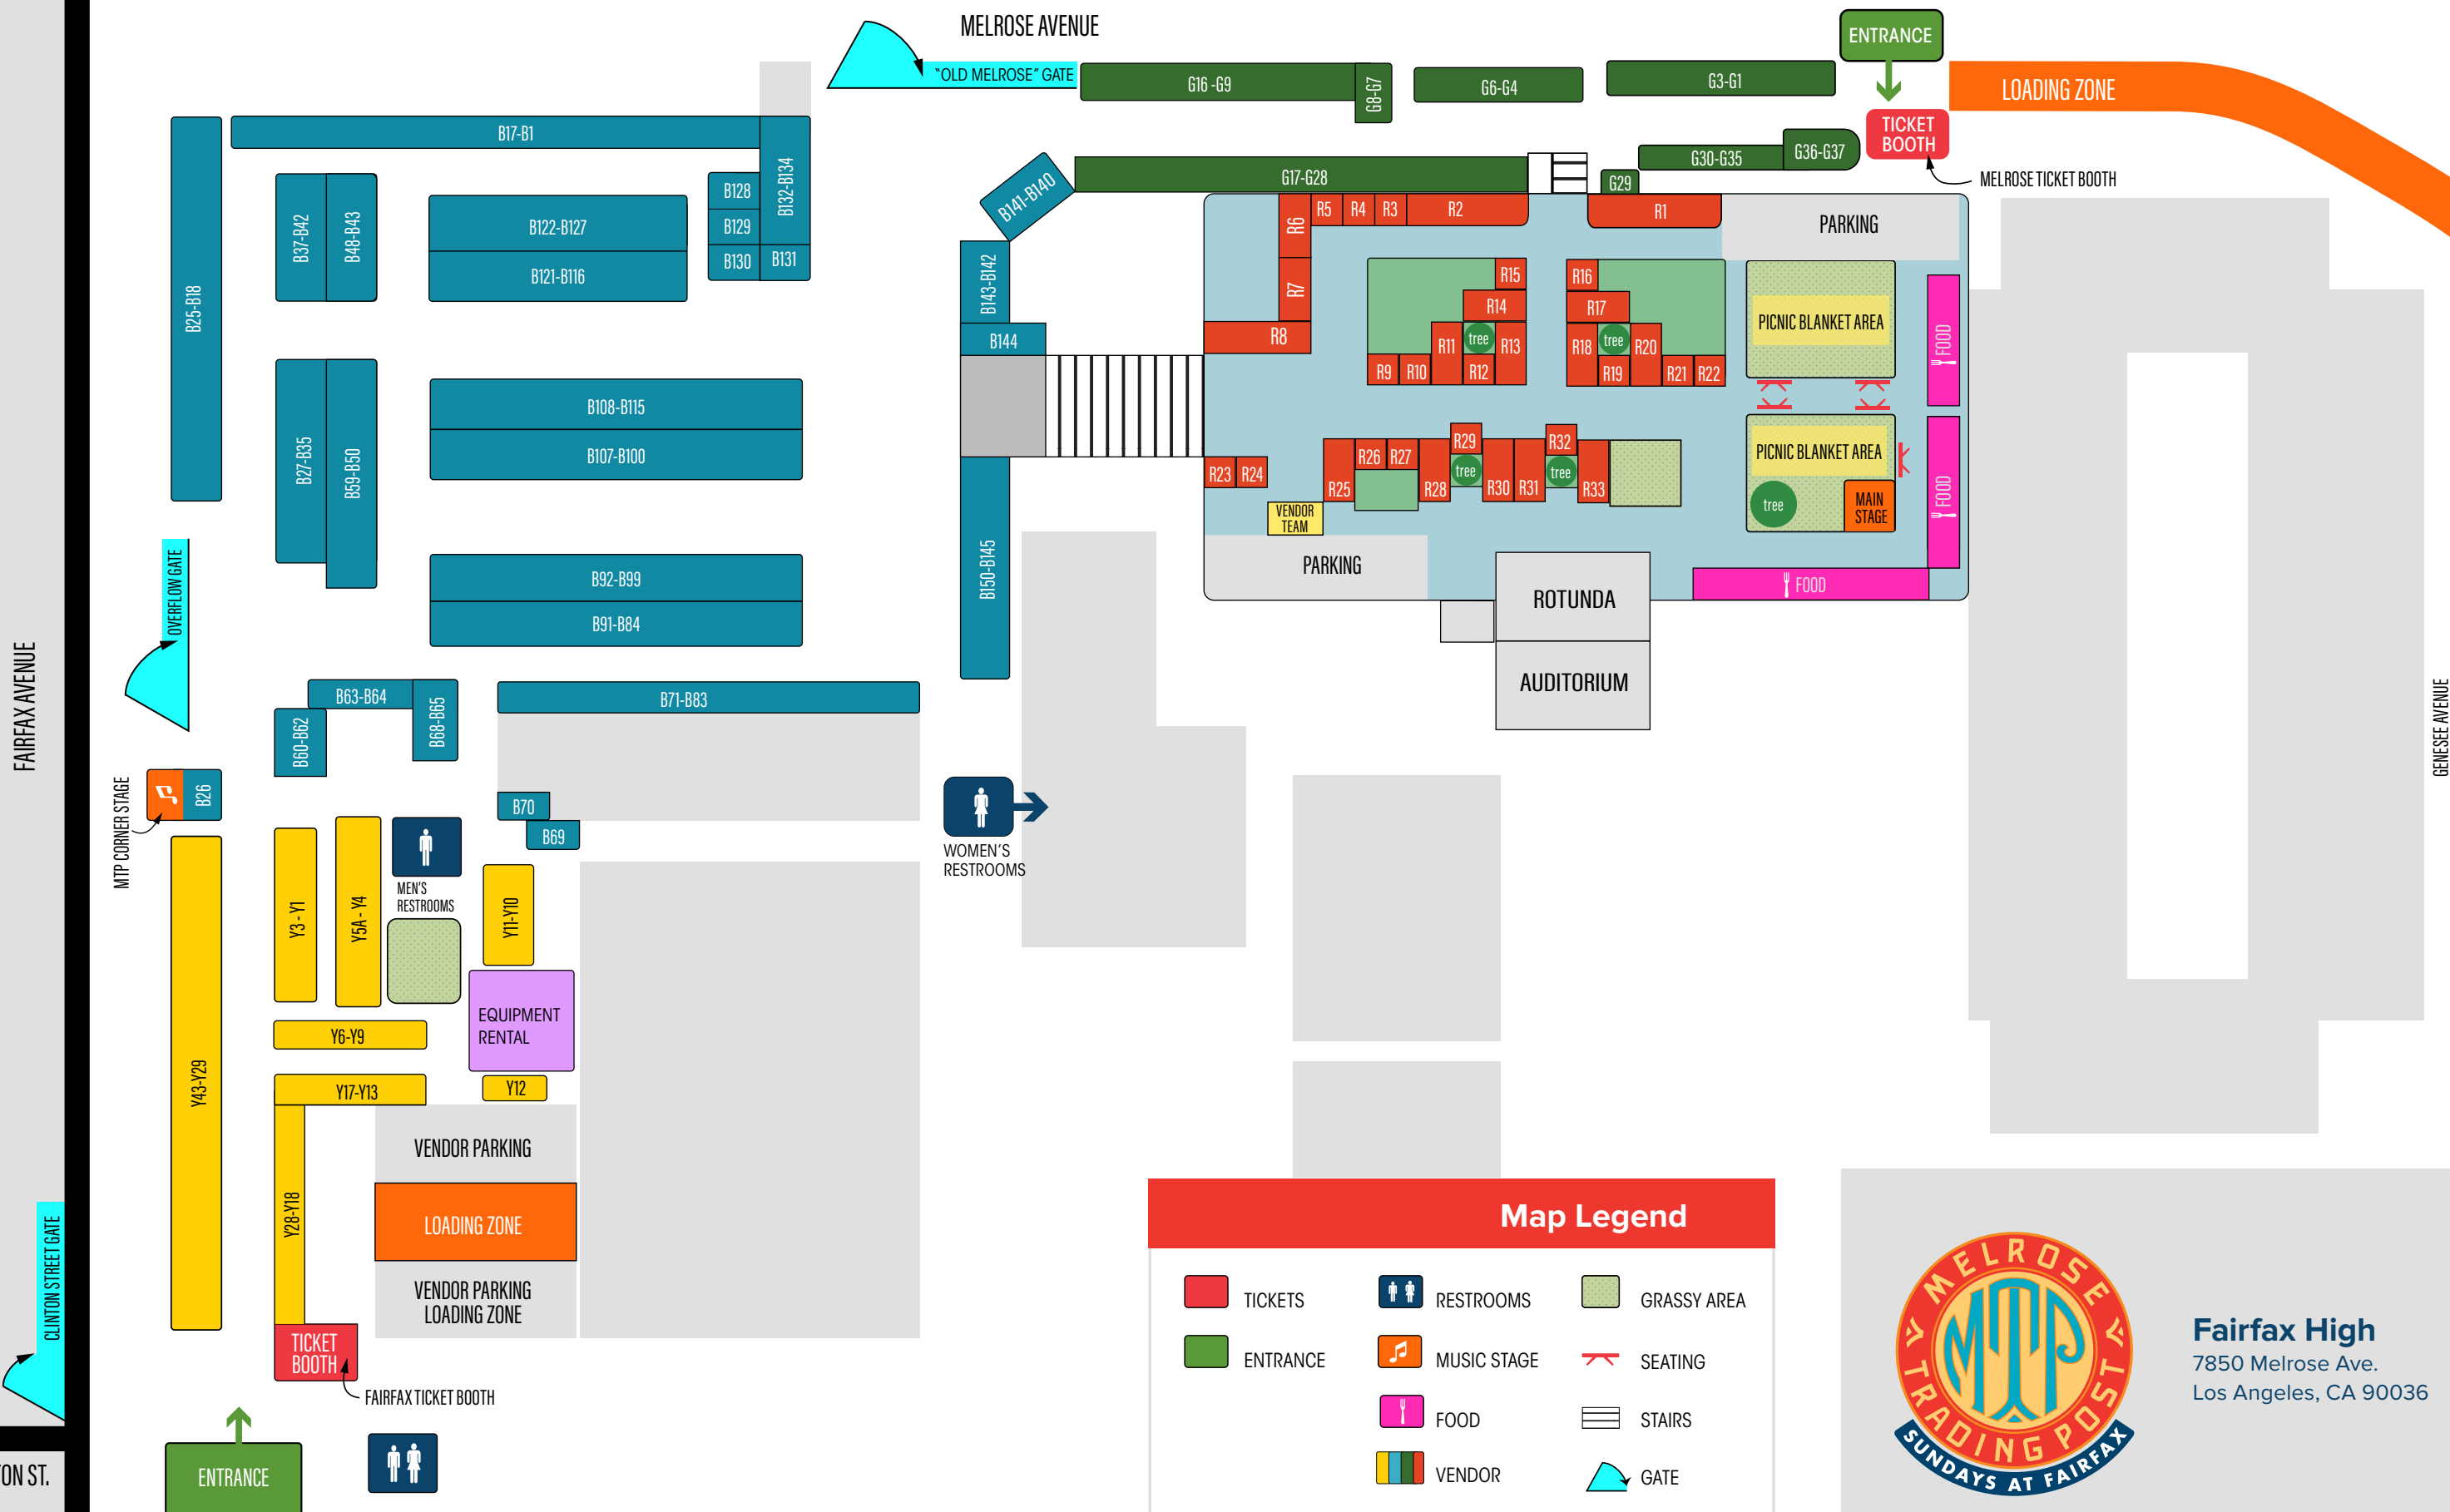 MELROSE AVENUE
ENTRANCE
"OLD MELROSE" GATE
G16 -G9
G8-G7
G6-G4
G3-G1
LOADING ZONE
TICKET
BOOTH
MELROSE TICKET BOOTH
B17-B1
B132-B134
B128
B129
B130
B131
B25-B18
B37-B42
B48-B43
B122-B127
B121-B116
B141-B140
G17-G28
G29
G30-G35
G36-G37
B143-B142
B144
R6
R5
R4
R3
R2
R1
PARKING
R7
R8
R15
R14
R11
tree
R13
R9
R10
R12
R16
R17
R18
tree
R20
R19
R21
R22
PICNIC BLANKET AREA
FOOD
B27-B35
B59-B50
B108-B115
B107-B100
R23
R24
R25
R26
R27
R28
R29
tree
R30
R31
R32
tree
R33
PICNIC BLANKET AREA
tree
MAIN
STAGE
FOOD
VENDOR
TEAM
PARKING
ROTUNDA
AUDITORIUM
FOOD
OVERFLOW GATE
B92-B99
B91-B84
B150-B145
FAIRFAX AVENUE
GENESEE AVENUE
B63-B64
B60-B62
B68-B65
B71-B83
B26
MTP CORNER STAGE
B70
B69
WOMEN'S
RESTROOMS
MEN'S
RESTROOMS
Y3 - Y1
Y5A - Y4
Y11-Y10
Y43-Y29
Y6-Y9
EQUIPMENT
RENTAL
Y17-Y13
Y12
Y28-Y18
VENDOR PARKING
LOADING ZONE
VENDOR PARKING
LOADING ZONE
CLINTON STREET GATE
TICKET
BOOTH
FAIRFAX TICKET BOOTH
ENTRANCE
ON ST.
Map Legend
TICKETS
RESTROOMS
GRASSY AREA
ENTRANCE
MUSIC STAGE
SEATING
FOOD
STAIRS
VENDOR
GATE
MELROSE
MTP
TRADING POST
SUNDAYS AT FAIRFAX
Fairfax High
7850 Melrose Ave.
Los Angeles, CA 90036